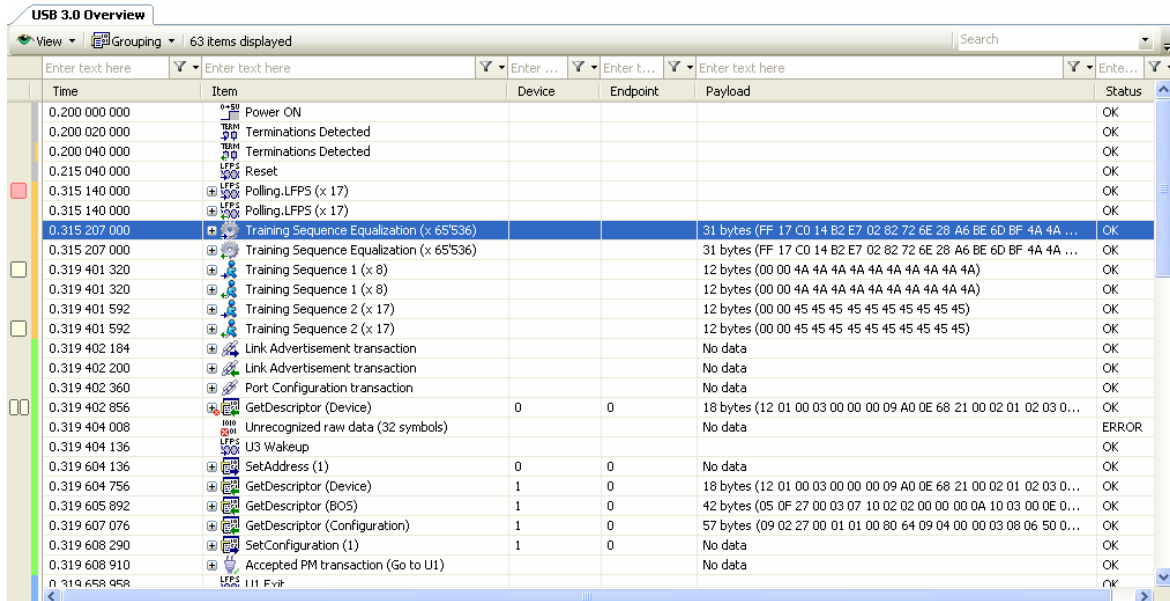 USB 3.0 Overview
View Grouping 63 items displayed Search
Enter text here Enter text here Enter ... Enter t... Enter text here Ente...
Time Item Device Endpoint Payload Status
0.200 000 000 Power ON OK
0.200 020 000 Terminations Detected OK
0.200 040 000 Terminations Detected OK
0.215 040 000 Reset OK
0.315 140 000 Polling.LFPS (x 17) OK
0.315 140 000 Polling.LFPS (x 17) OK
0.315 207 000 Training Sequence Equalization (x 65'536) 31 bytes (FF 17 C0 14 B2 E7 02 82 72 6E 28 A6 BE 6D BF 4A 4A ... OK
0.315 207 000 Training Sequence Equalization (x 65'536) 31 bytes (FF 17 C0 14 B2 E7 02 82 72 6E 28 A6 BE 6D BF 4A 4A ... OK
0.319 401 320 Training Sequence 1 (x 8) 12 bytes (00 00 4A 4A 4A 4A 4A 4A 4A 4A 4A 4A) OK
0.319 401 320 Training Sequence 1 (x 8) 12 bytes (00 00 4A 4A 4A 4A 4A 4A 4A 4A 4A 4A) OK
0.319 401 592 Training Sequence 2 (x 17) 12 bytes (00 00 45 45 45 45 45 45 45 45 45 45) OK
0.319 401 592 Training Sequence 2 (x 17) 12 bytes (00 00 45 45 45 45 45 45 45 45 45 45) OK
0.319 402 184 Link Advertisement transaction No data OK
0.319 402 200 Link Advertisement transaction No data OK
0.319 402 360 Port Configuration transaction No data OK
0.319 402 856 GetDescriptor (Device) 0 0 18 bytes (12 01 00 03 00 00 00 09 A0 0E 68 21 00 02 01 02 03 0... OK
0.319 404 008 Unrecognized raw data (32 symbols) No data ERROR
0.319 404 136 U3 Wakeup OK
0.319 604 136 SetAddress (1) 0 0 No data OK
0.319 604 756 GetDescriptor (Device) 1 0 18 bytes (12 01 00 03 00 00 00 09 A0 0E 68 21 00 02 01 02 03 0... OK
0.319 605 892 GetDescriptor (BOS) 1 0 42 bytes (05 0F 27 00 03 07 10 02 02 00 00 00 0A 10 03 00 0E 0... OK
0.319 607 076 GetDescriptor (Configuration) 1 0 57 bytes (09 02 27 00 01 01 00 80 64 09 04 00 00 03 08 06 50 0... OK
0.319 608 290 SetConfiguration (1) 1 0 No data OK
0.319 608 910 Accepted PM transaction (Go to U1) No data OK
0.319 658 958 U1 Exit OK